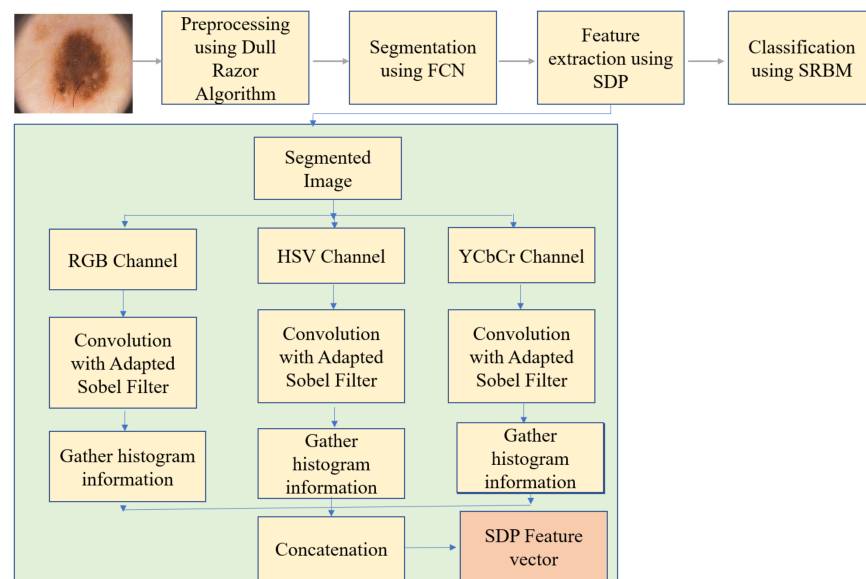 Preprocessing
using Dull
Razor
Algorithm
Segmentation
using FCN
Feature
extraction using
SDP
Classification
using SRBM
Segmented
Image
RGB Channel
HSV Channel
YCbCr Channel
Convolution
with Adapted
Sobel Filter
Convolution
with Adapted
Sobel Filter
Convolution
with Adapted
Sobel Filter
Gather histogram
information
Gather
histogram
information
Gather
histogram
information
Concatenation
SDP Feature
vector